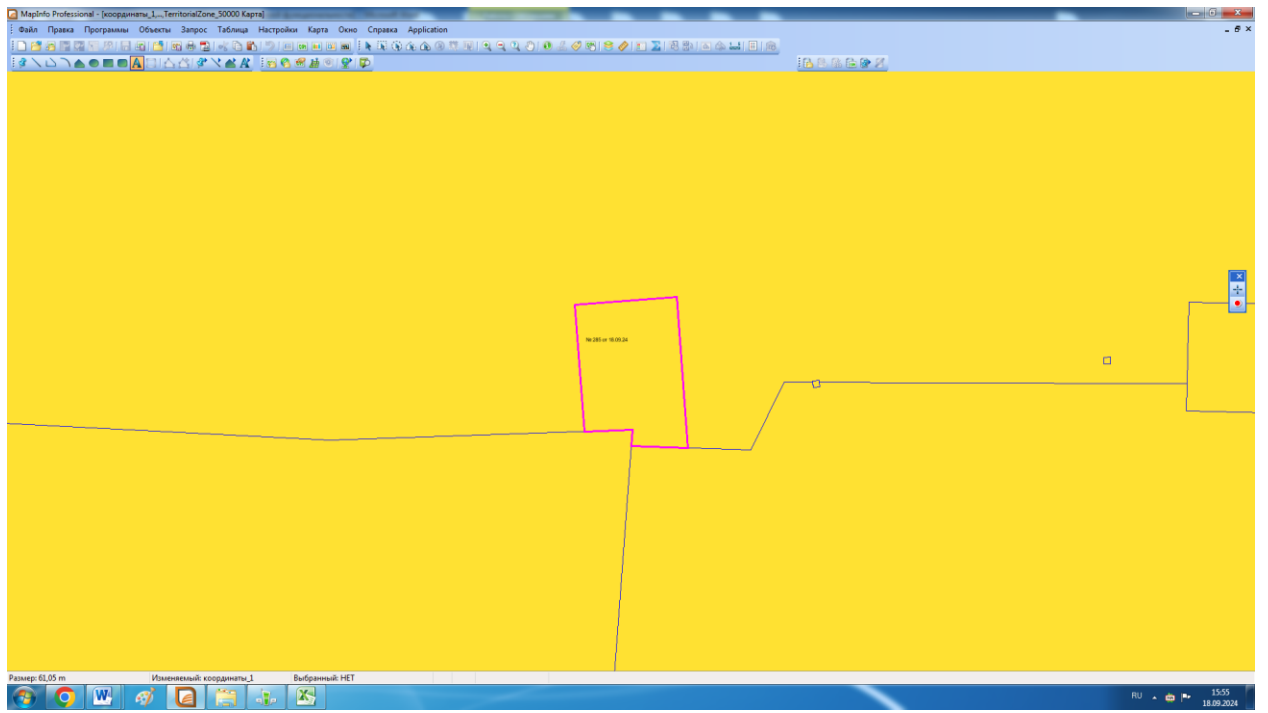 MapInfo Professional - [координаты_1,...,TerritorialZone_50000 Карта]
Файл Правка Программы Объекты Запрос Таблица Настройки Карта Окно Справка Application
№ 285 от 18.09.24
Размер: 61,05 m Изменяемый: координаты_1 Выбранный: НЕТ
RU 15:55
18.09.2024